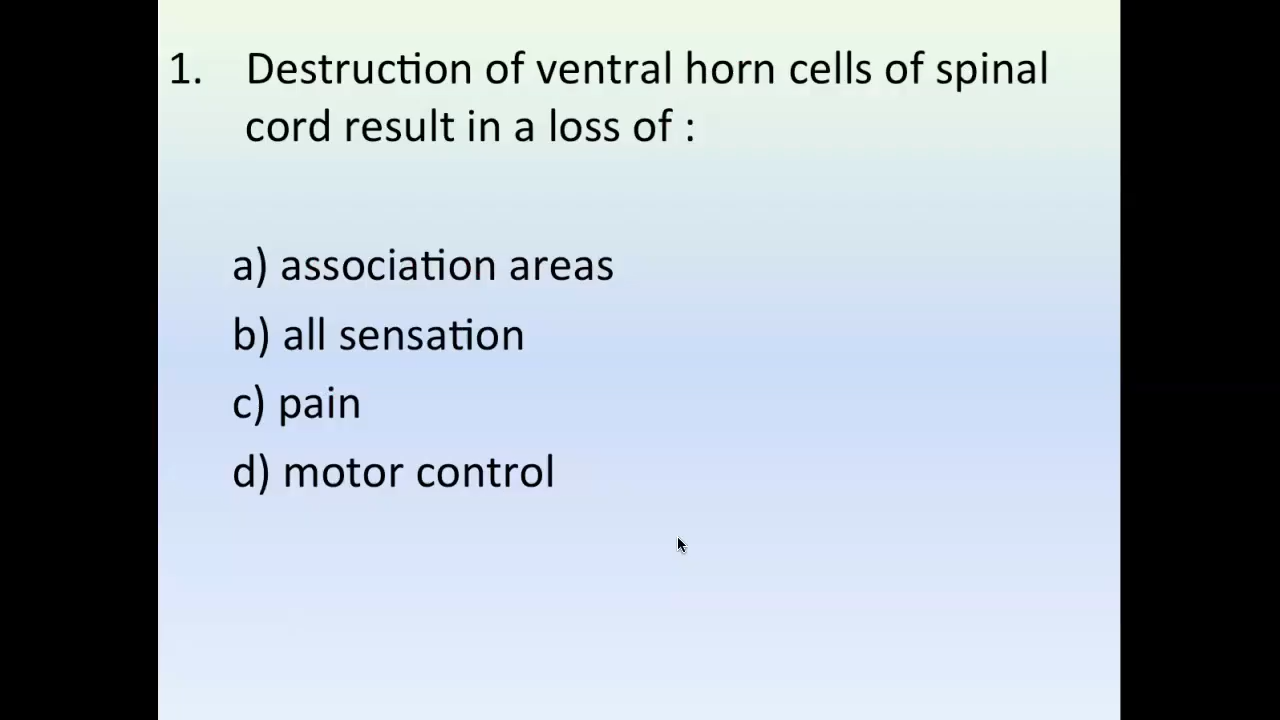 1. Destruction of ventral horn cells of spinal
cord result in a loss of :
a) association areas
b) all sensation
c) pain
d) motor control